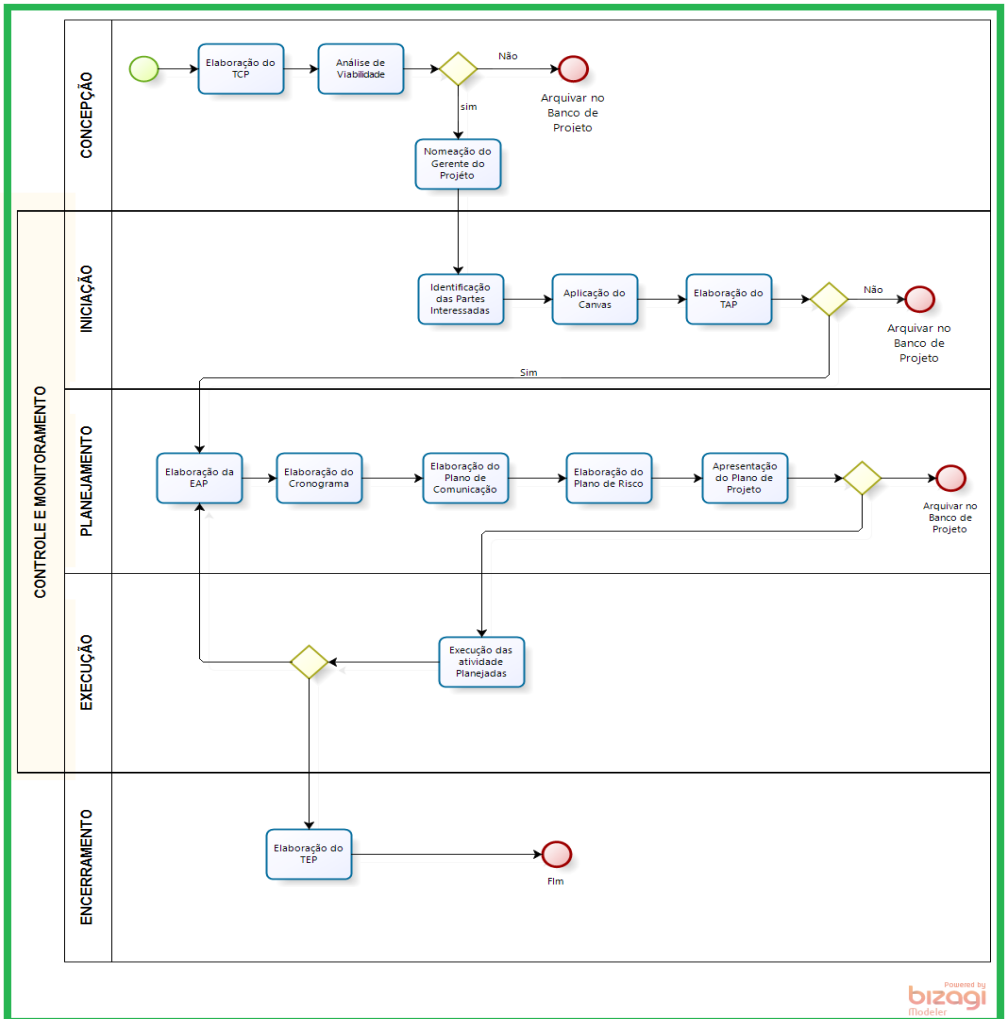 CONTROLE E MONITORAMENTO
CONCEPÇÃO
Elaboração do
TCP
Análise de
Viabilidade
Não
sim
Arquivar no
Banco de
Projeto
Nomeação do
Gerente do
Projéto
INICIAÇÃO
Identificação
das Partes
Interessadas
Aplicação do
Canvas
Elaboração do
TAP
Não
Arquivar no
Banco de
Projeto
Sim
PLANEJAMENTO
Elaboração da
EAP
Elaboração do
Cronograma
Elaboração do
Plano de
Comunicação
Elaboração do
Plano de Risco
Apresentação
do Plano de
Projeto
Arquivar no
Banco de
Projeto
EXECUÇÃO
Execução das
atividade
Planejadas
ENCERRAMENTO
Elaboração do
TEP
FIm
Powered by
bizagi
Modeler